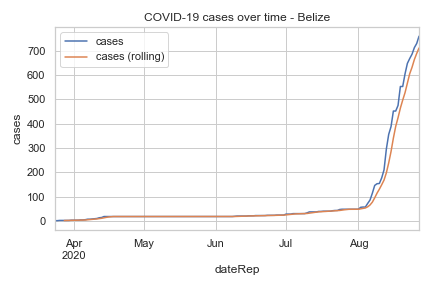 COVID-19 cases over time - Belize
cases
cases (rolling)
700
600
500
400
300
200
100
0
cases
Apr
2020
May
Jun
Jul
Aug
dateRep